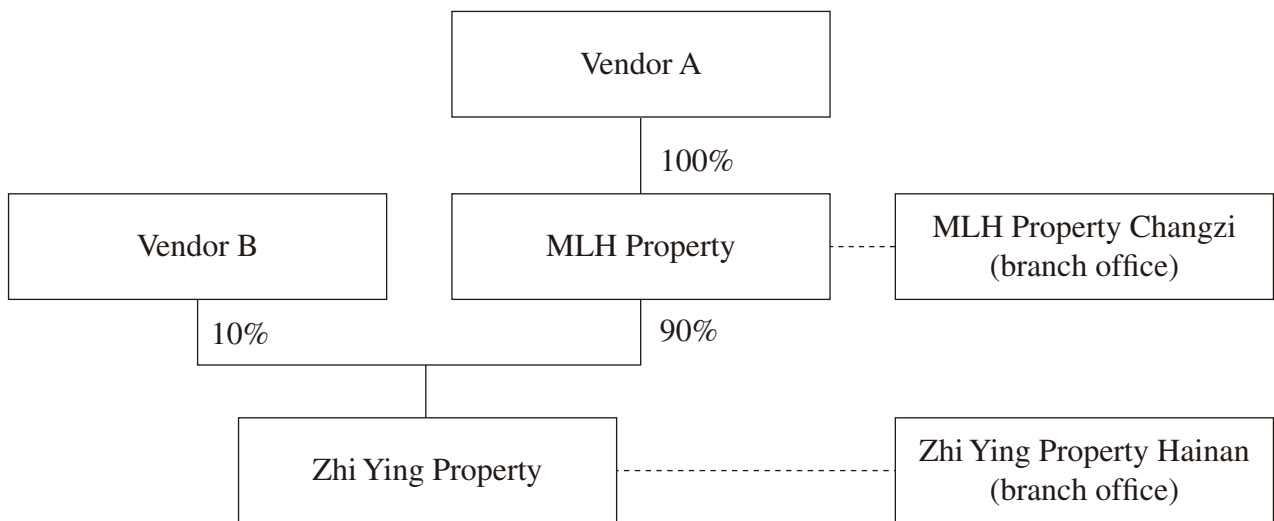 Vendor A
100%
Vendor B
MLH Property
MLH Property Changzi
(branch office)
10%
90%
Zhi Ying Property
Zhi Ying Property Hainan
(branch office)